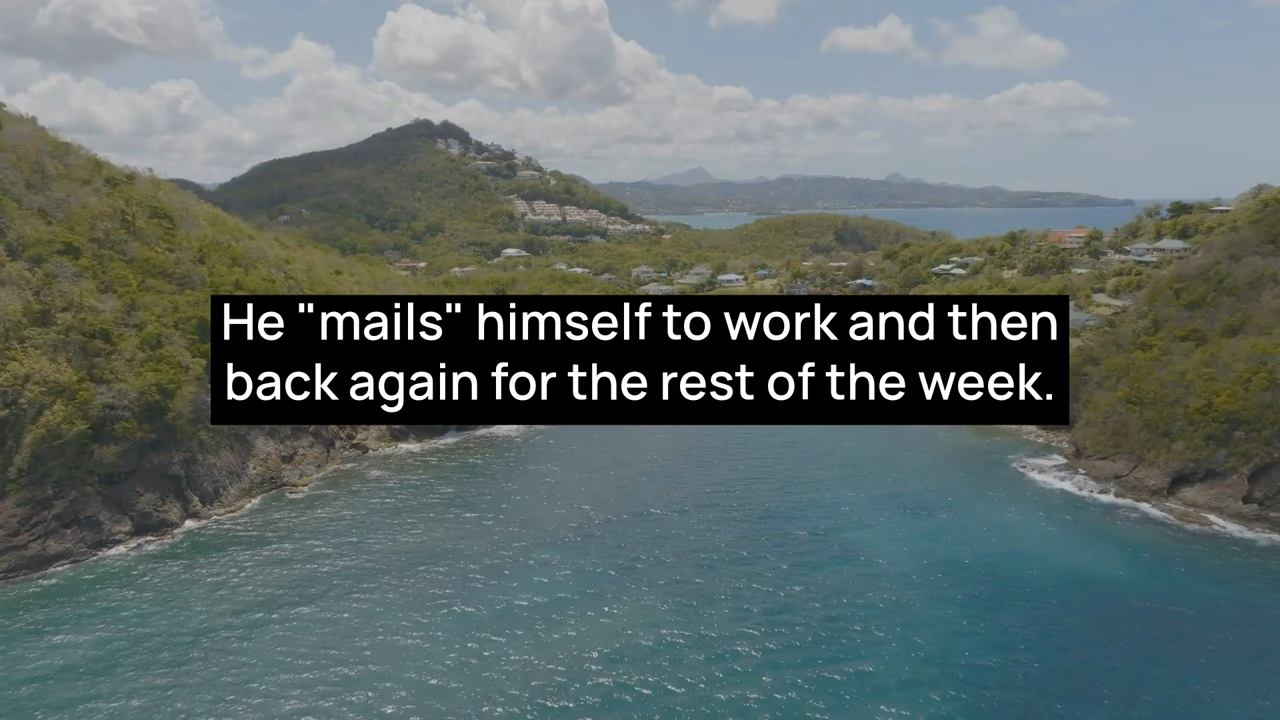 He "mails" himself to work and then
back again for the rest of the week.